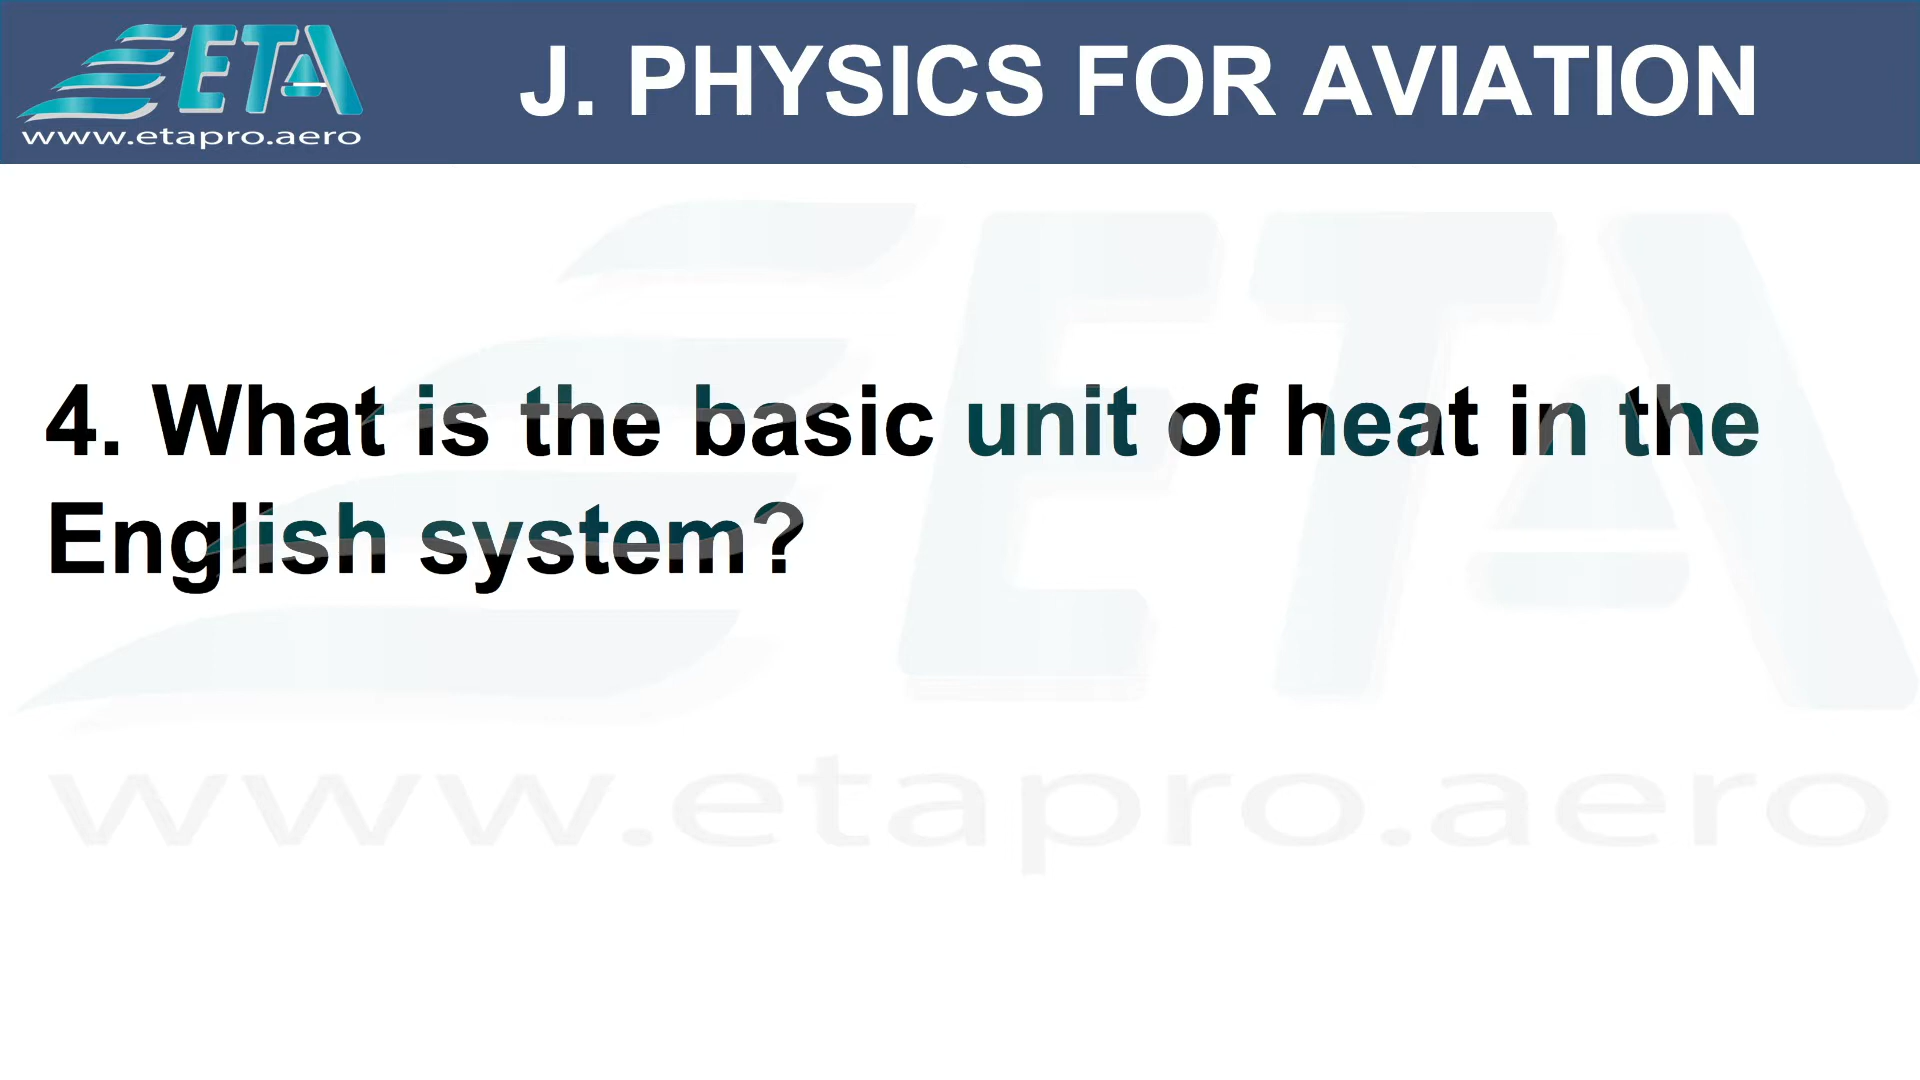 ETA
www.etapro.aero
J. PHYSICS FOR AVIATION
4. What is the basic unit of heat in the
English system?
ETA
www.etapro.aero